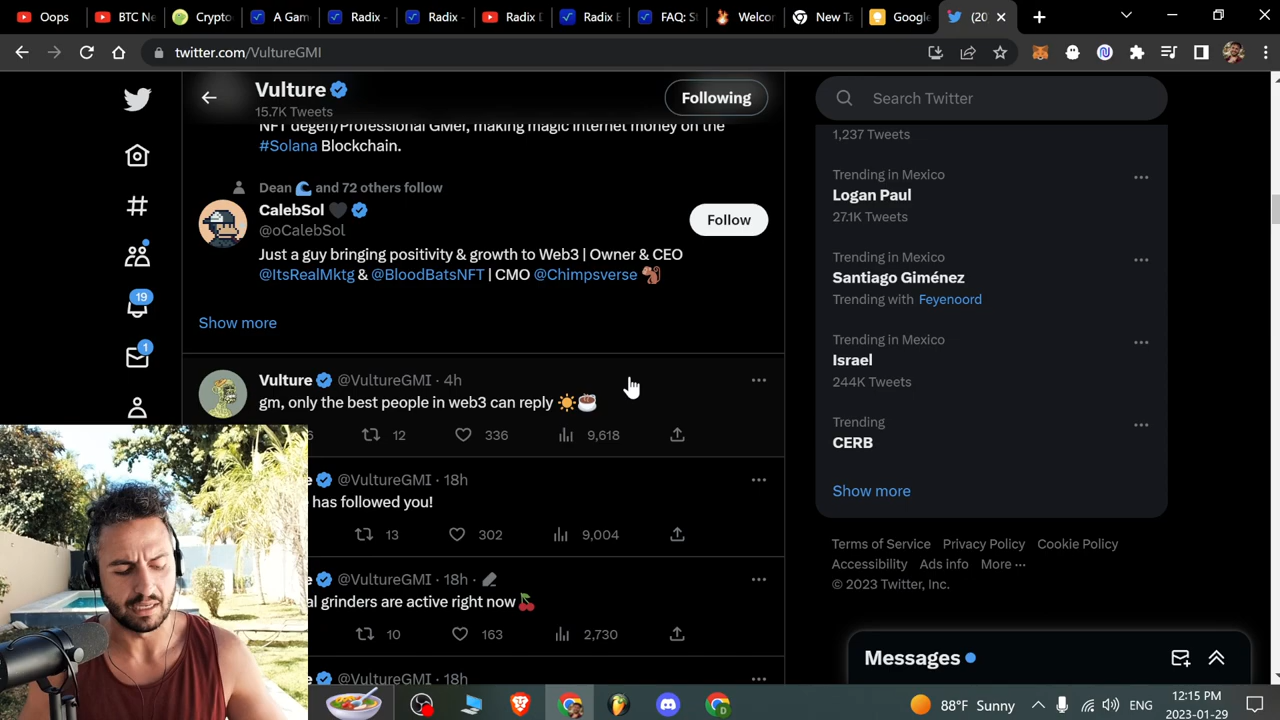 Oops
BTC Ne
Crypto
A Gam
Radix -
Radix -
Radix D
Radix E
FAQ: S
Welcor
New Ta
Google
(20
twitter.com/VultureGMI
Vulture
15.7K Tweets
Following
NFT degen/Professional GMer, making magic internet money on the
#Solana Blockchain.
Dean 🌊 and 72 others follow
CalebSol 🖤
@oCalebSol
Follow
Just a guy bringing positivity & growth to Web3 | Owner & CEO
@ItsRealMktg & @BloodBatsNFT | CMO @Chimpsverse 🐿️
Show more
Vulture @VultureGMI · 4h
gm, only the best people in web3 can reply ☀️☕
6 12 336 9,618
e @VultureGMI · 18h
has followed you!
13 302 9,004
e @VultureGMI · 18h ·
al grinders are active right now🍒
10 163 2,730
e @VultureGMI · 18h
19
1
Search Twitter
1,237 Tweets
Trending in Mexico
Logan Paul
27.1K Tweets
Trending in Mexico
Santiago Giménez
Trending with Feyenoord
Trending in Mexico
Israel
244K Tweets
Trending
CERB
Show more
Terms of Service Privacy Policy Cookie Policy
Accessibility Ads info More ···
© 2023 Twitter, Inc.
Messages
88°F Sunny
ENG
12:15 PM
2023-01-29